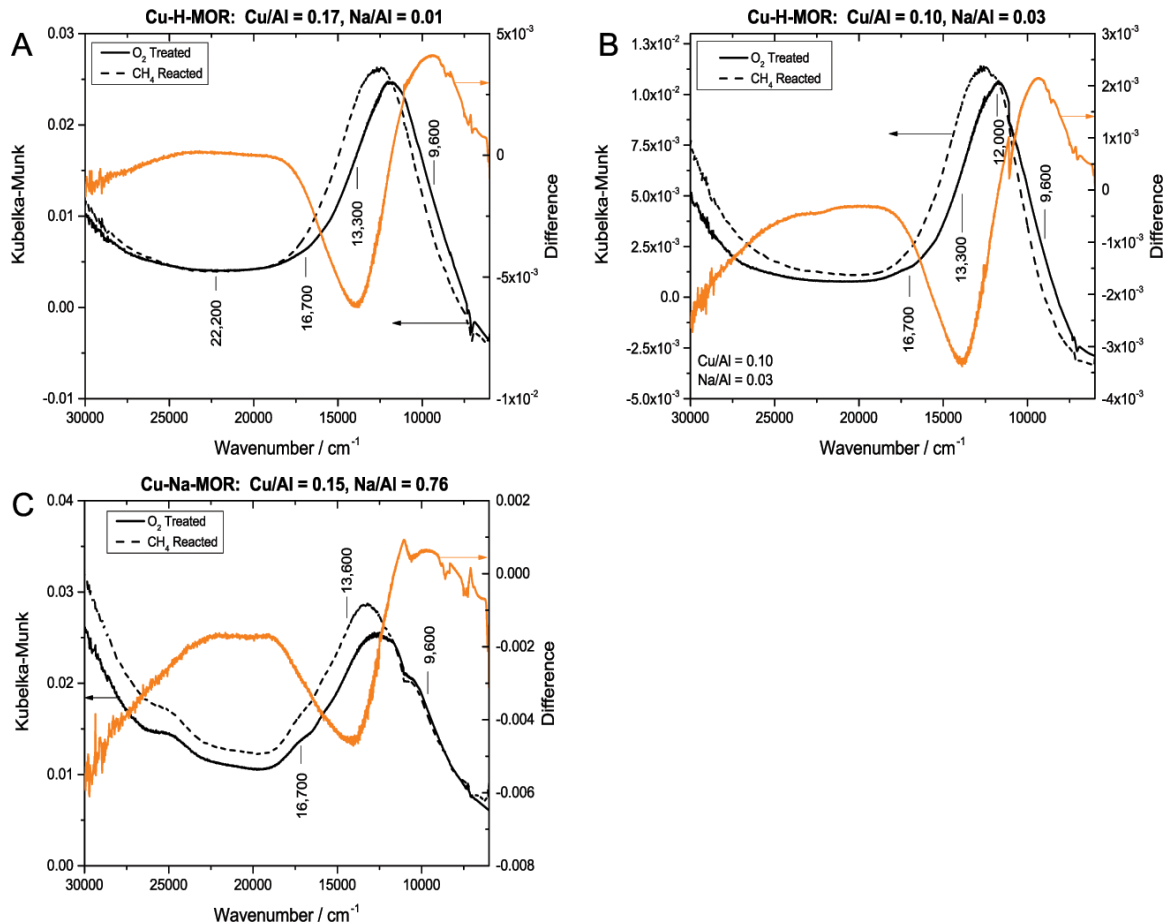 Cu-H-MOR: Cu/Al = 0.17, Na/Al = 0.01
A
O₂ Treated
CH₄ Reacted
0.03
0.02
0.01
0.00
-0.01
Kubelka-Munk
5x10⁻³
0
-5x10⁻³
-1x10⁻²
Difference
22,200
16,700
13,300
9,600
30000 25000 20000 15000 10000
Wavenumber / cm⁻¹
Cu-H-MOR: Cu/Al = 0.10, Na/Al = 0.03
B
O₂ Treated
CH₄ Reacted
1.3x10⁻²
1.0x10⁻²
7.5x10⁻³
5.0x10⁻³
2.5x10⁻³
0.0
-2.5x10⁻³
-5.0x10⁻³
Kubelka-Munk
3x10⁻³
2x10⁻³
1x10⁻³
0
-1x10⁻³
-2x10⁻³
-3x10⁻³
-4x10⁻³
Difference
16,700
13,300
12,000
9,600
Cu/Al = 0.10
Na/Al = 0.03
30000 25000 20000 15000 10000
Wavenumber / cm⁻¹
Cu-Na-MOR: Cu/Al = 0.15, Na/Al = 0.76
C
O₂ Treated
CH₄ Reacted
0.04
0.03
0.02
0.01
0.00
Kubelka-Munk
0.002
0.000
-0.002
-0.004
-0.006
-0.008
Difference
16,700
13,600
9,600
30000 25000 20000 15000 10000
Wavenumber / cm⁻¹